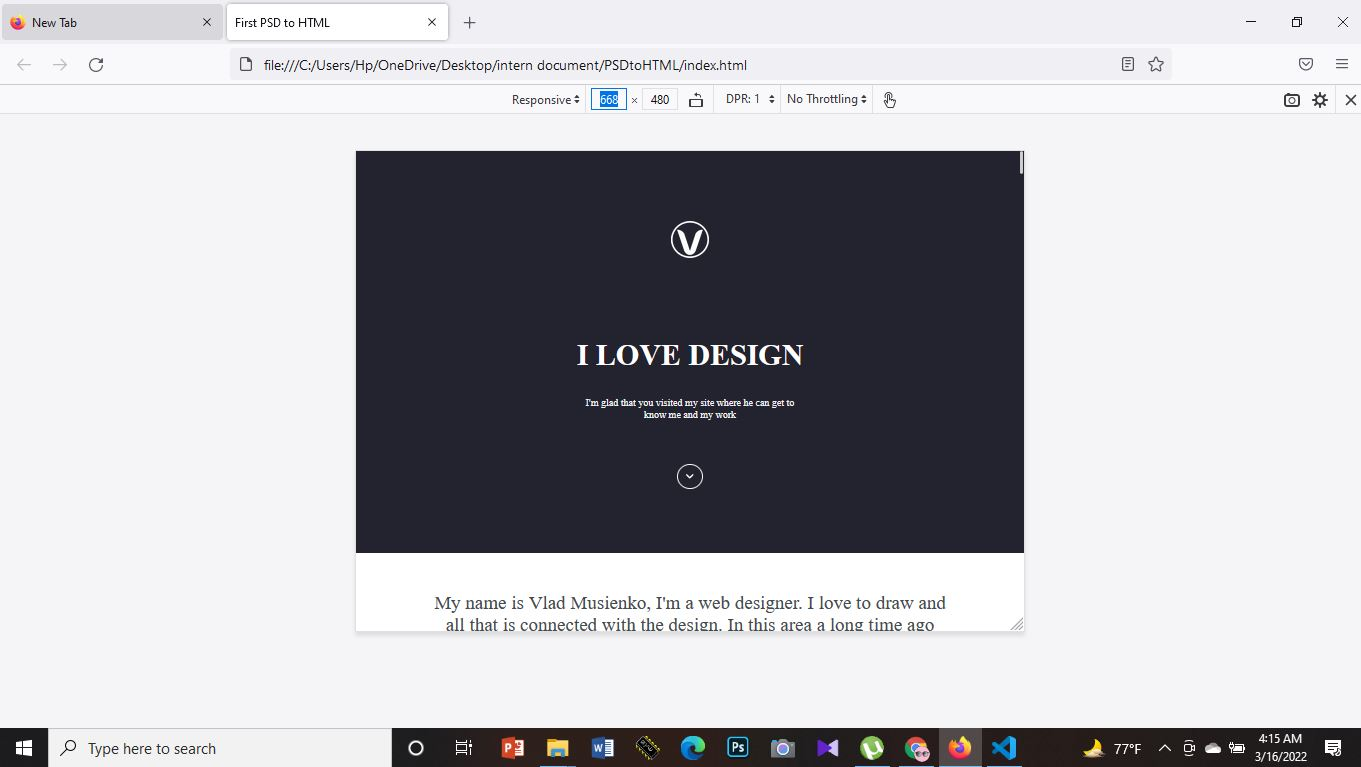 New Tab
First PSD to HTML
file:///C:/Users/Hp/OneDrive/Desktop/intern document/PSDtoHTML/index.html
Responsive 668 × 480 DPR: 1 No Throttling
V
I LOVE DESIGN
I'm glad that you visited my site where he can get to
know me and my work
My name is Vlad Musienko, I'm a web designer. I love to draw and
all that is connected with the design. In this area a long time ago
Type here to search
P
W
Ps
77°F
4:15 AM
3/16/2022